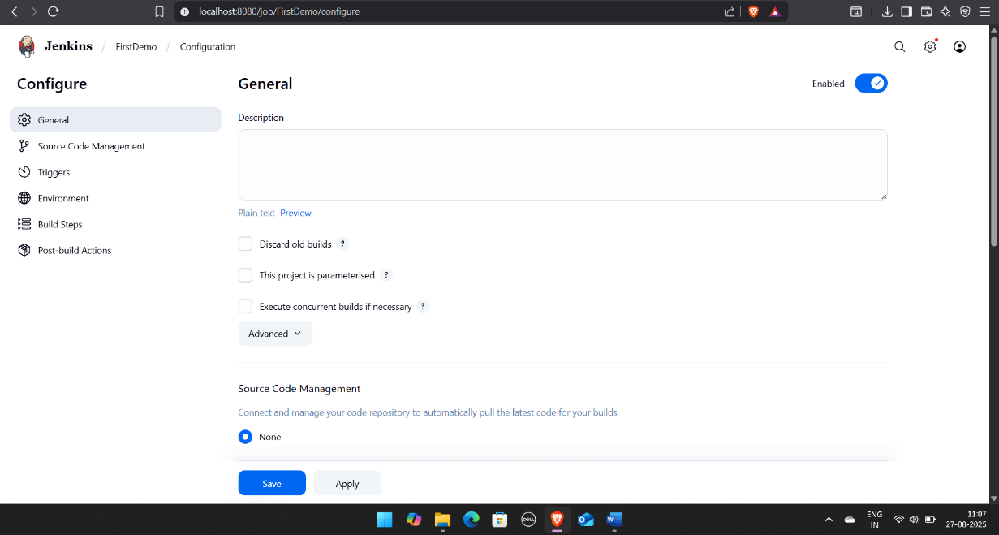 localhost:8080/job/FirstDemo/configure
Jenkins / FirstDemo / Configuration
Configure
General
Source Code Management
Triggers
Environment
Build Steps
Post-build Actions
General
Enabled
Description
Plain text Preview
Discard old builds ?
This project is parameterised ?
Execute concurrent builds if necessary ?
Advanced
Source Code Management
Connect and manage your code repository to automatically pull the latest code for your builds.
None
Save Apply
DELL
ENG
IN
11:07
27-08-2025